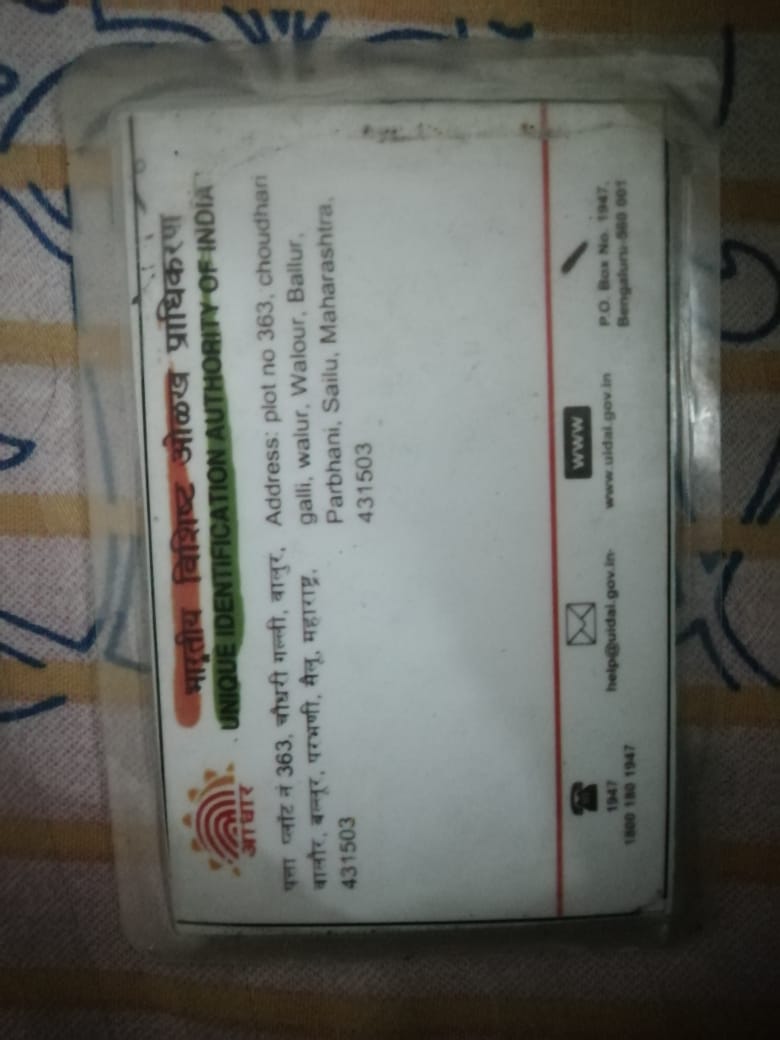 भारतीय विशिष्ट ओळख प्राधिकरण
UNIQUE IDENTIFICATION AUTHORITY OF INDIA
आधार
पत्ता प्लॉट नं 363, चौधरी गल्ली, वालुर,
वालौर, बल्लूर, परभणी, सैलू, महाराष्ट्र,
431503
Address: plot no 363, choudhari
galli, walur, Walour, Ballur,
Parbhani, Sailu, Maharashtra,
431503
1947
1800 180 1947
help@uidai.gov.in
WWW
www.uidai.gov.in
P.O. Box No. 1947,
Bengaluru-560 001